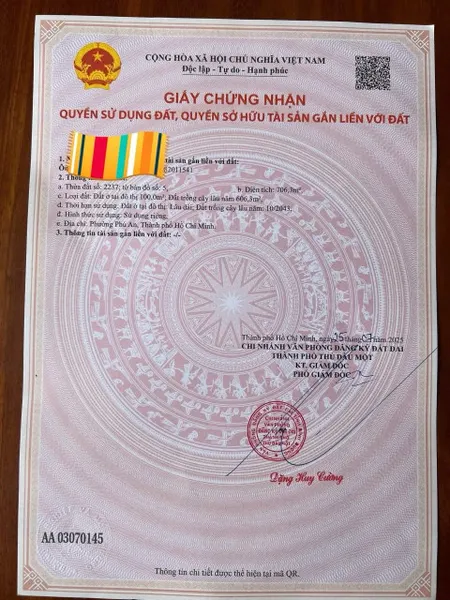 CỘNG HÒA XÃ HỘI CHỦ NGHĨA VIỆT NAM
Độc lập - Tự do - Hạnh phúc
GIẤY CHỨNG NHẬN
QUYỀN SỬ DỤNG ĐẤT, QUYỀN SỞ HỮU TÀI SẢN GẮN LIỀN VỚI ĐẤT
tài sản gắn liền với đất:
2. Thông
a. Thửa đất số: 2237; tờ bản đồ số: 5, b. Diện tích: 706,3m².
c. Loại đất: Đất ở tại đô thị 100,0m²; Đất trồng cây lâu năm 606,3m².
d. Thời hạn sử dụng: Đất ở tại đô thị: Lâu dài; Đất trồng cây lâu năm: 10/2043;
đ. Hình thức sử dụng: Sử dụng riêng;
e. Địa chỉ: Phường Phú An, Thành phố Hồ Chí Minh.
3. Thông tin tài sản gắn liền với đất: -/-
Thành phố Hồ Chí Minh, ngày 25 tháng 07 năm 2025
CHI NHÁNH VĂN PHÒNG ĐĂNG KÝ ĐẤT ĐAI
THÀNH PHỐ THỦ DẦU MỘT
KT. GIÁM ĐỐC
PHÓ GIÁM ĐỐC
Đặng Huy Cường
AA 03070145
Thông tin chi tiết được thể hiện tại mã QR.